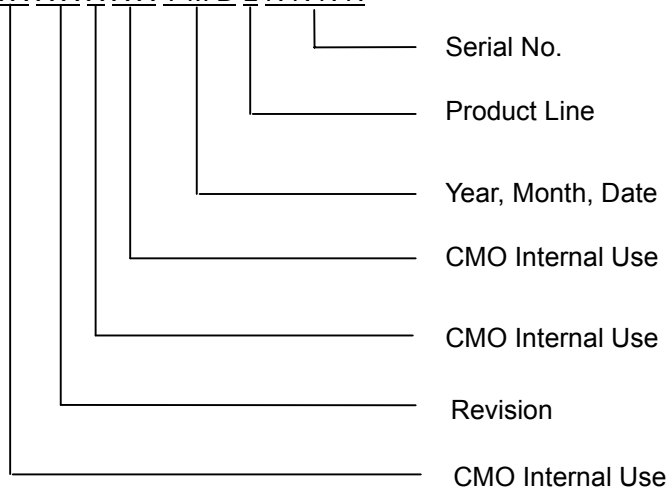 Serial No.
Product Line
Year, Month, Date
CMO Internal Use
CMO Internal Use
Revision
CMO Internal Use